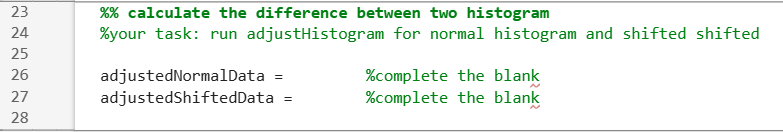 23 %% calculate the difference between two histogram
24 %your task: run adjustHistogram for normal histogram and shifted shifted
25
26 adjustedNormalData = %complete the blank
27 adjustedShiftedData = %complete the blank
28